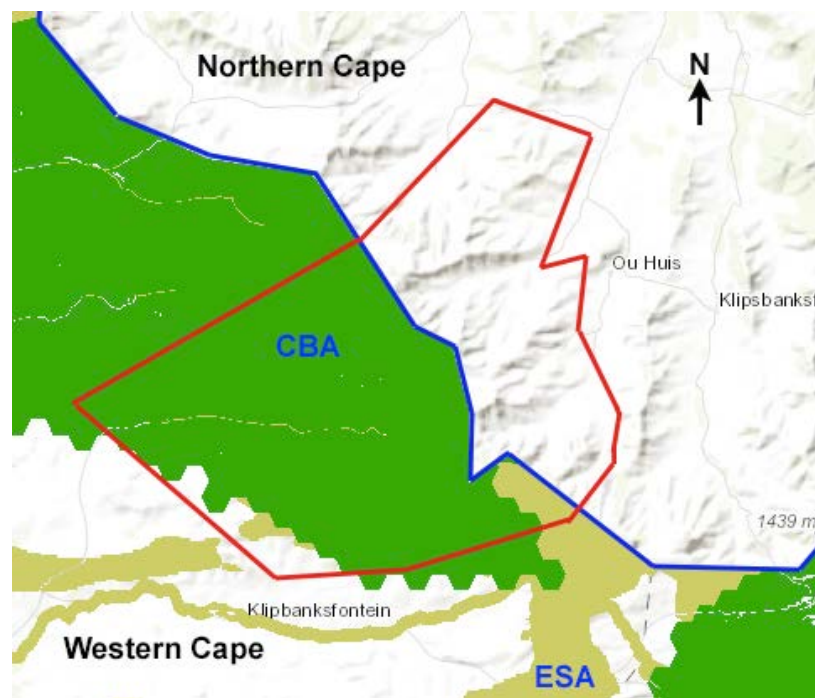 Northern Cape
N
Ou Huis
Klipsbanksf
CBA
1439 m
Klipbanksfontein
Western Cape
ESA